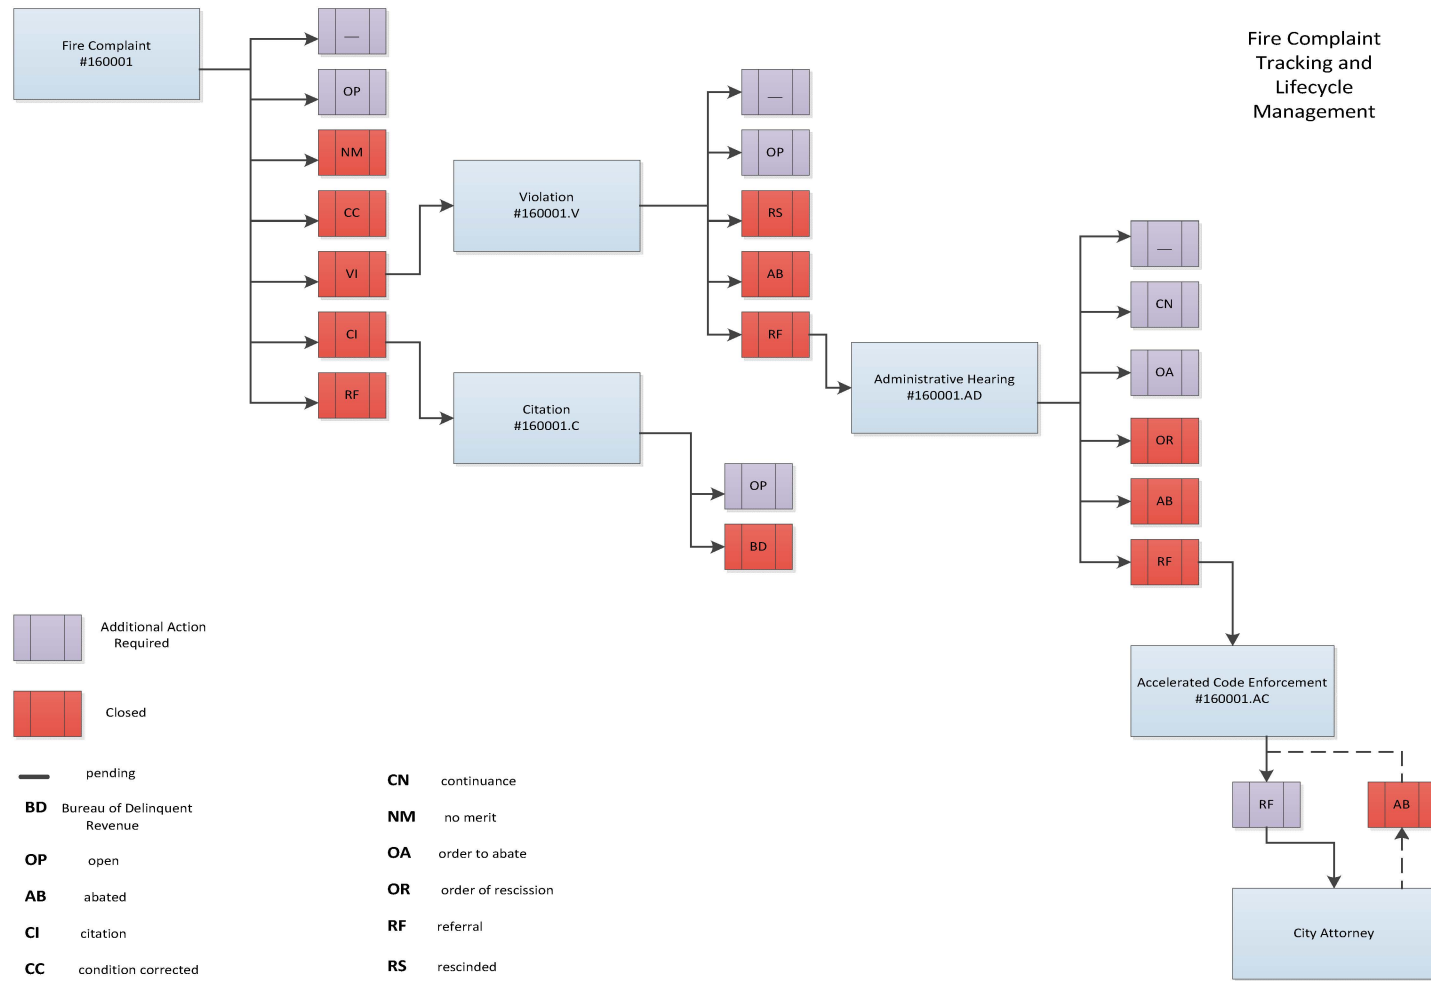 Fire Complaint
Tracking and
Lifecycle
Management
Fire Complaint
#160001
__
OP
NM
CC
VI
CI
RF
Violation
#160001.V
__
OP
RS
AB
RF
Citation
#160001.C
OP
BD
Administrative Hearing
#160001.AD
__
CN
OA
OR
AB
RF
Accelerated Code Enforcement
#160001.AC
RF
AB
City Attorney
Additional Action
Required
Closed
pending
BD Bureau of Delinquent
Revenue
OP open
AB abated
CI citation
CC condition corrected
CN continuance
NM no merit
OA order to abate
OR order of rescission
RF referral
RS rescinded